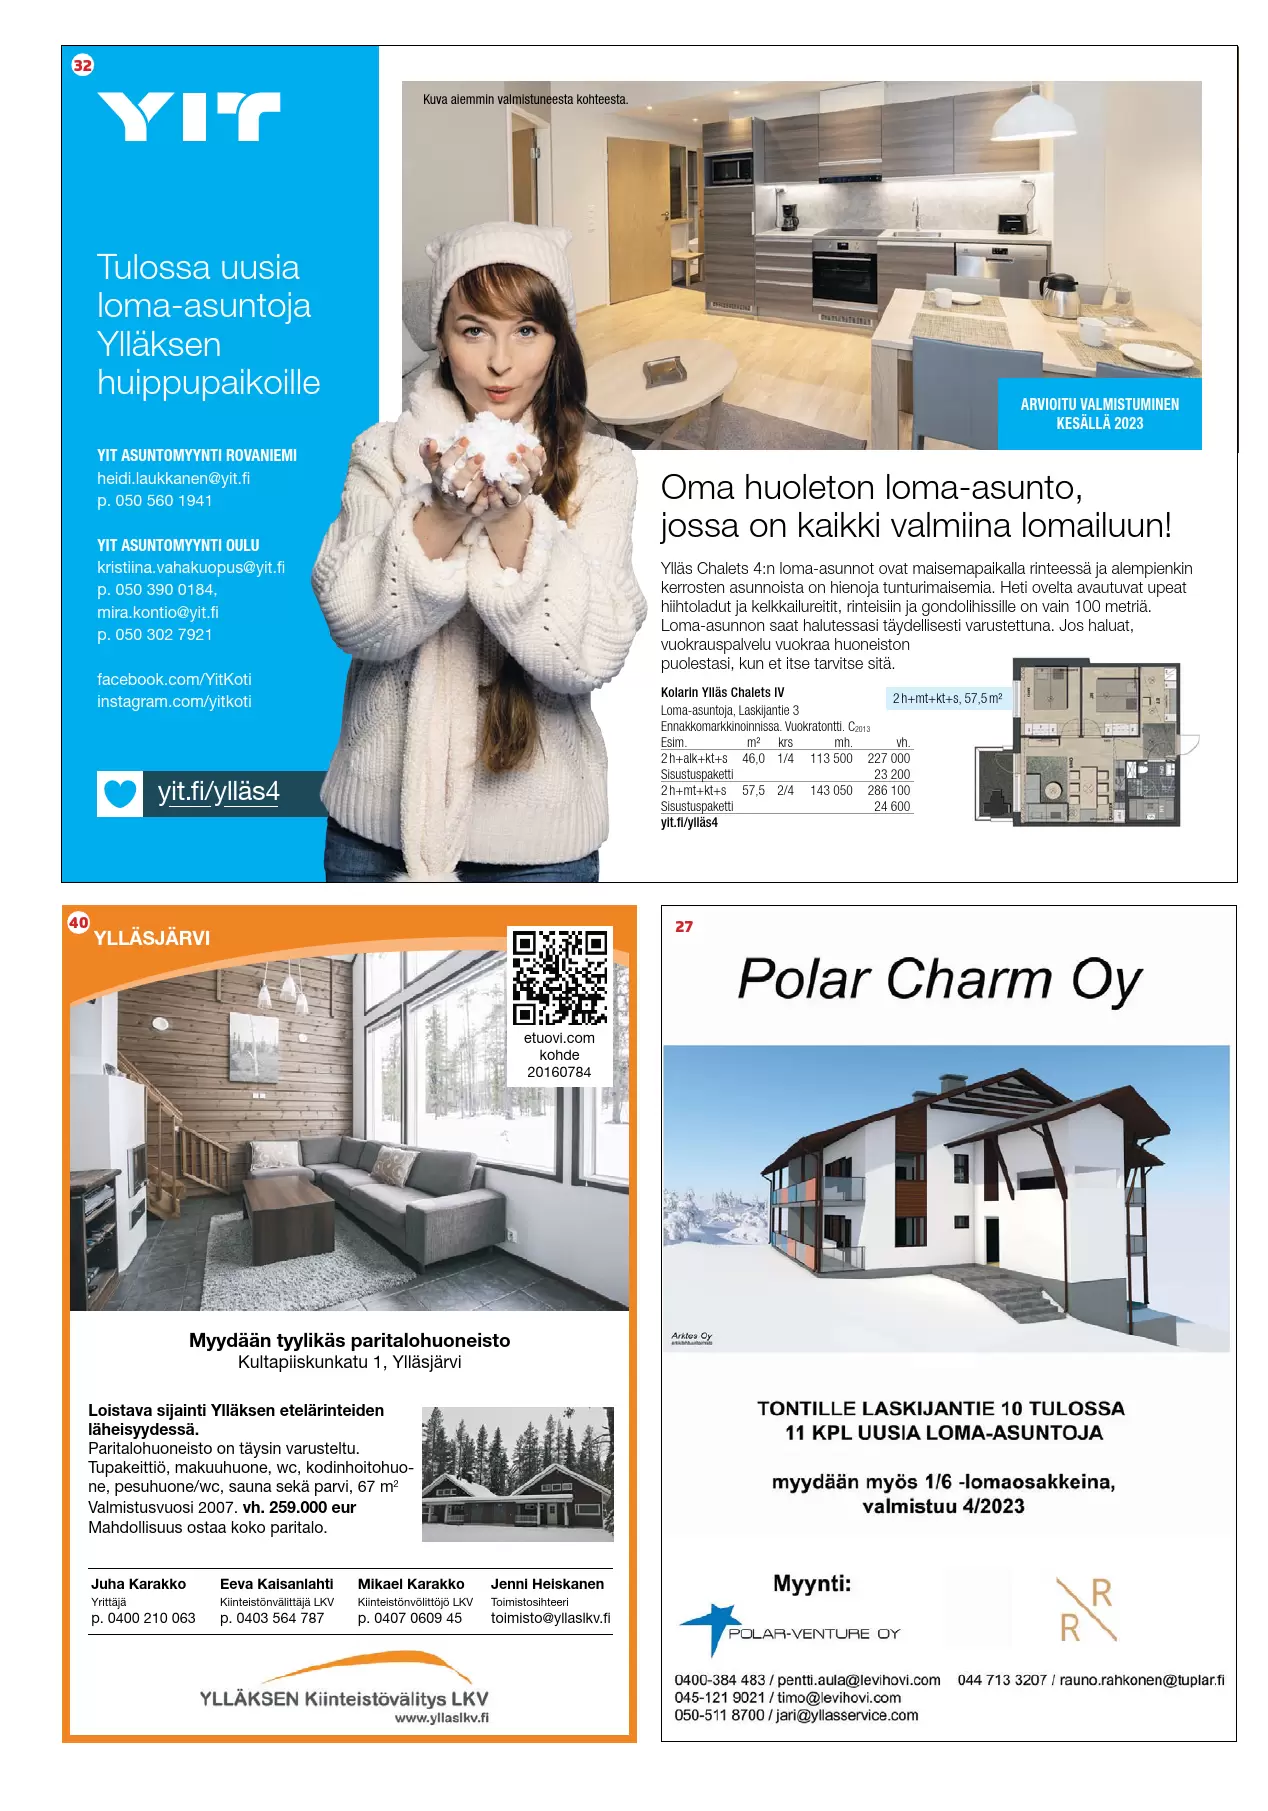 32
YIT
Kuva aiemmin valmistuneesta kohteesta.
Tulossa uusia
loma-asuntoja
Ylläksen
huippupaikoille
YIT ASUNTOMYYNTI ROVANIEMI
heidi.laukkanen@yit.fi
p. 050 560 1941
YIT ASUNTOMYYNTI OULU
kristiina.vahakuopus@yit.fi
p. 050 390 0184,
mira.kontio@yit.fi
p. 050 302 7921
facebook.com/YitKoti
instagram.com/yitkoti
yit.fi/ylläs4
ARVIOITU VALMISTUMINEN
KESÄLLÄ 2023
Oma huoleton loma-asunto,
jossa on kaikki valmiina lomailuun!
Ylläs Chalets 4:n loma-asunnot ovat maisemapaikalla rinteessä ja alempienkin
kerrosten asunnoista on hienoja tunturimaisemia. Heti ovelta avautuvat upeat
hiihtoladut ja kelkkailureitit, rinteisiin ja gondolihissille on vain 100 metriä.
Loma-asunnon saat halutessasi täydellisesti varustettuna. Jos haluat,
vuokrauspalvelu vuokraa huoneiston
puolestasi, kun et itse tarvitse sitä.
Kolarin Ylläs Chalets IV
Loma-asuntoja, Laskijantie 3
Ennakkomarkkinoinnissa. Vuokratontti. C2013
Esim. m² krs mh. vh.
2 h+alk+kt+s 46,0 1/4 113 500 227 000
Sisustuspaketti 23 200
2 h+mt+kt+s 57,5 2/4 143 050 286 100
Sisustuspaketti 24 600
yit.fi/ylläs4
2 h+mt+kt+s, 57,5 m²
40
YLLÄSJÄRVI
etuovi.com
kohde
20160784
Myydään tyylikäs paritalohuoneisto
Kultapiiskunkatu 1, Ylläsjärvi
Loistava sijainti Ylläksen etelärinteiden
läheisyydessä.
Paritalohuoneisto on täysin varusteltu.
Tupakeittiö, makuuhuone, wc, kodinhoitohuo-
ne, pesuhuone/wc, sauna sekä parvi, 67 m²
Valmistusvuosi 2007. vh. 259.000 eur
Mahdollisuus ostaa koko paritalo.
Juha Karakko Eeva Kaisanlahti Mikael Karakko Jenni Heiskanen
Yrittäjä Kiinteistönvälittäjä LKV Kiinteistönvölittöjö LKV Toimistosihteeri
p. 0400 210 063 p. 0403 564 787 p. 0407 0609 45 toimisto@yllaslkv.fi
YLLÄKSEN Kiinteistövälitys LKV
www.yllaslkv.fi
27
Polar Charm Oy
Arktes Oy
TONTILLE LASKIJANTIE 10 TULOSSA
11 KPL UUSIA LOMA-ASUNTOJA
myydään myös 1/6 -lomaosakkeina,
valmistuu 4/2023
Myynti:
POLAR-VENTURE OY
R
R
0400-384 483 / pentti.aula@levihovi.com 044 713 3207 / rauno.rahkonen@tuplar.fi
045-121 9021 / timo@levihovi.com
050-511 8700 / jari@yllasservice.com